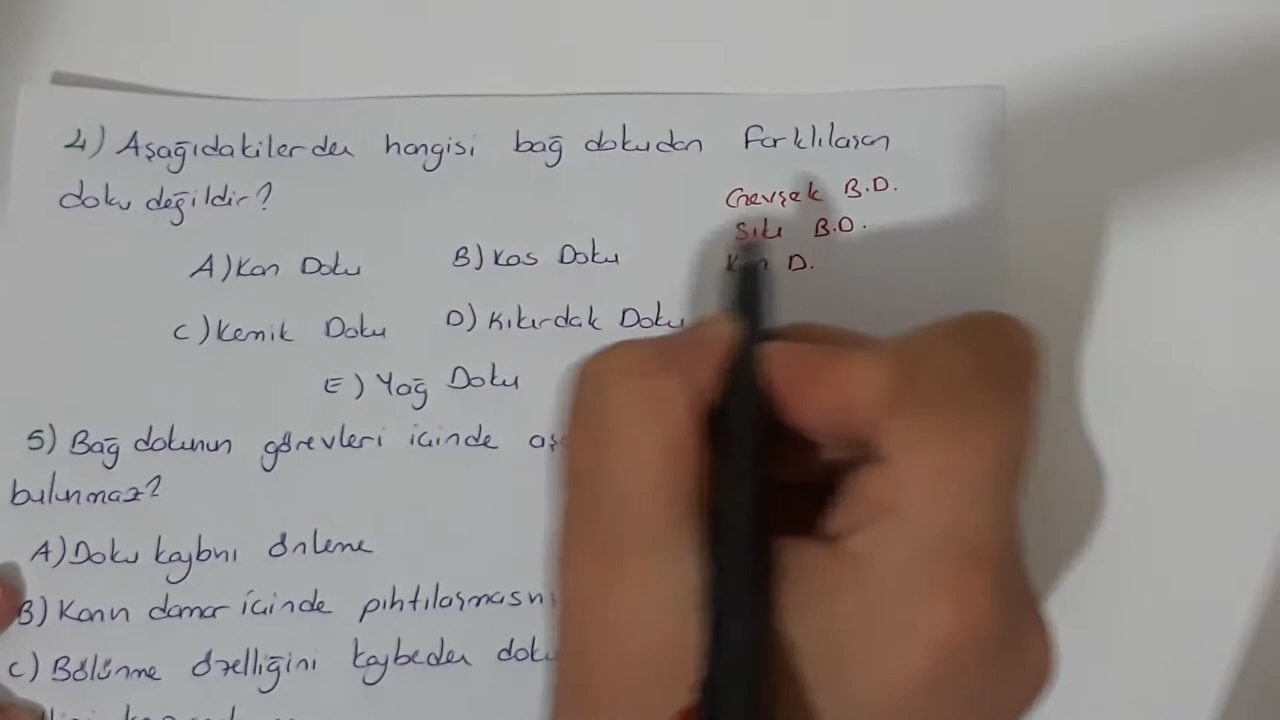 4) Aşağıdakilerden hangisi bağ dokudan farklılaşan
doku değildir?
Gevşek B.D.
Sıkı B.D.
Kan D.
A) Kan Doku
B) Kas Doku
C) Kemik Doku
D) Kıkırdak Doku
E) Yağ Doku
5) Bağ dokunun görevleri içinde
bulunmaz?
A) Doku kaybını önleme
B) Kanın damar içinde pıhtılaşmasını
C) Bölünme özelliğini kaybeden